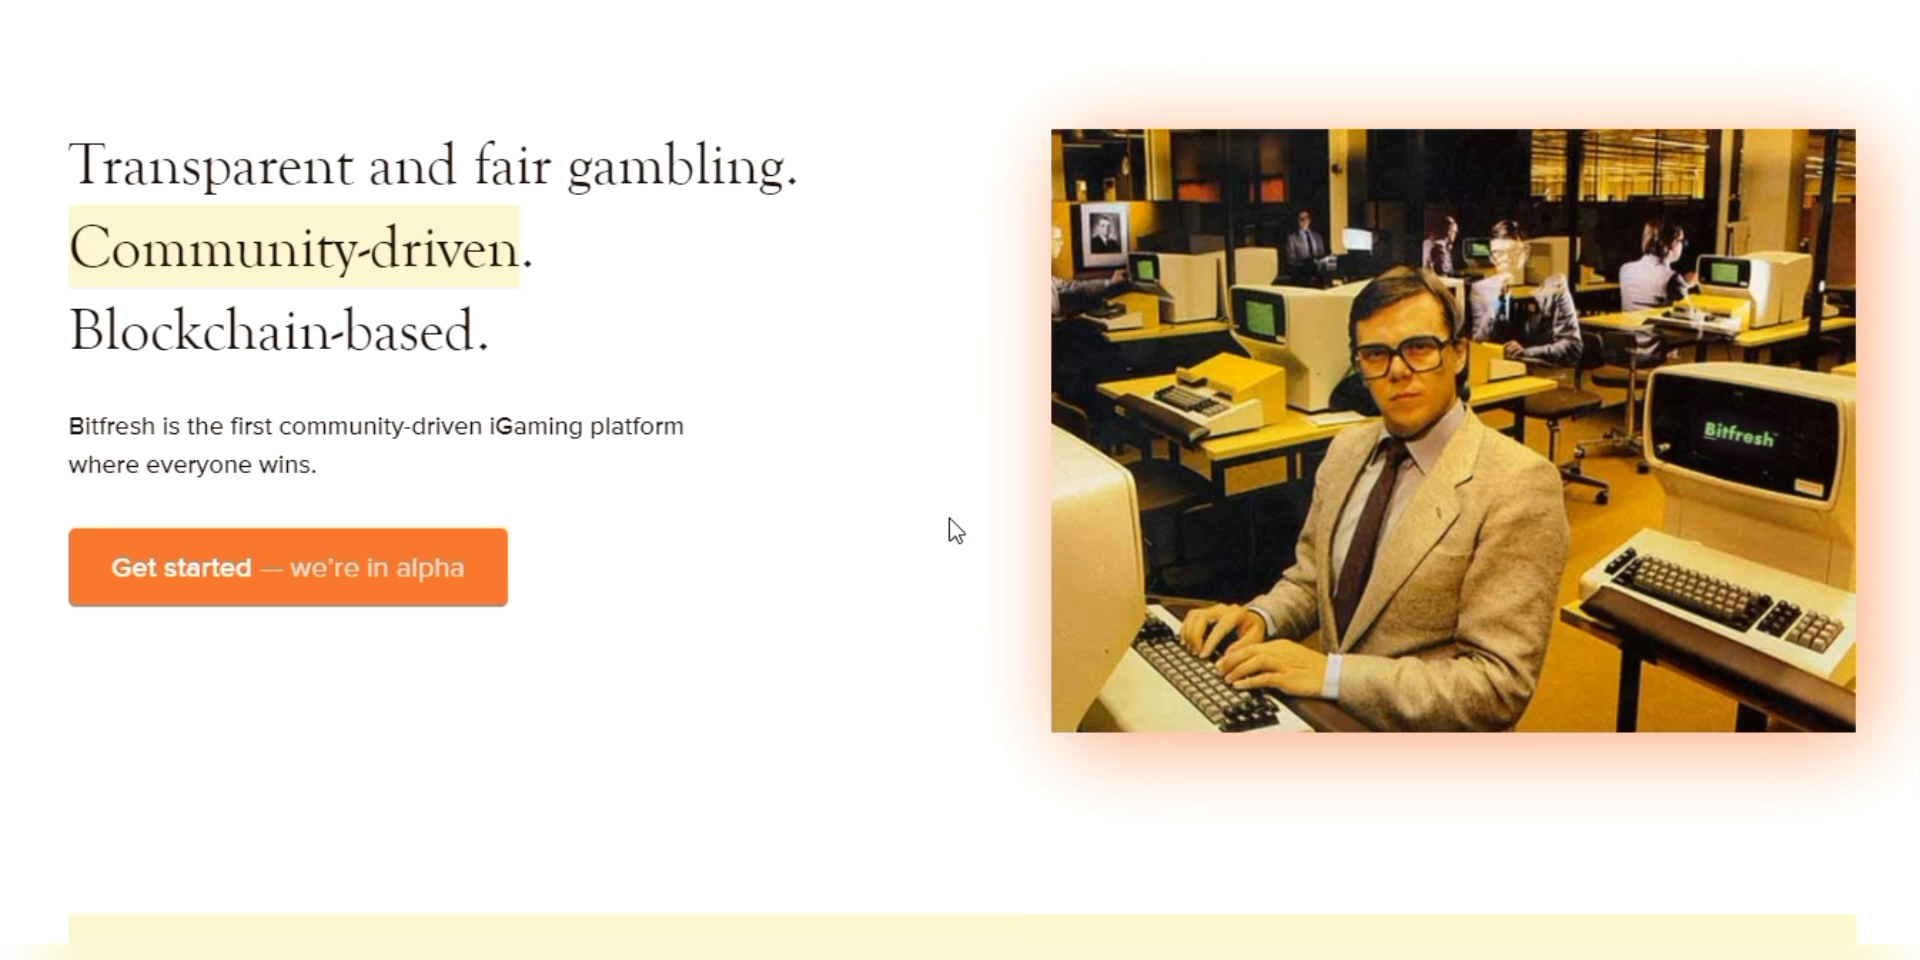 Transparent and fair gambling.
Community-driven.
Blockchain-based.
Bitfresh is the first community-driven iGaming platform
where everyone wins.
Get started — we're in alpha
Bitfresh